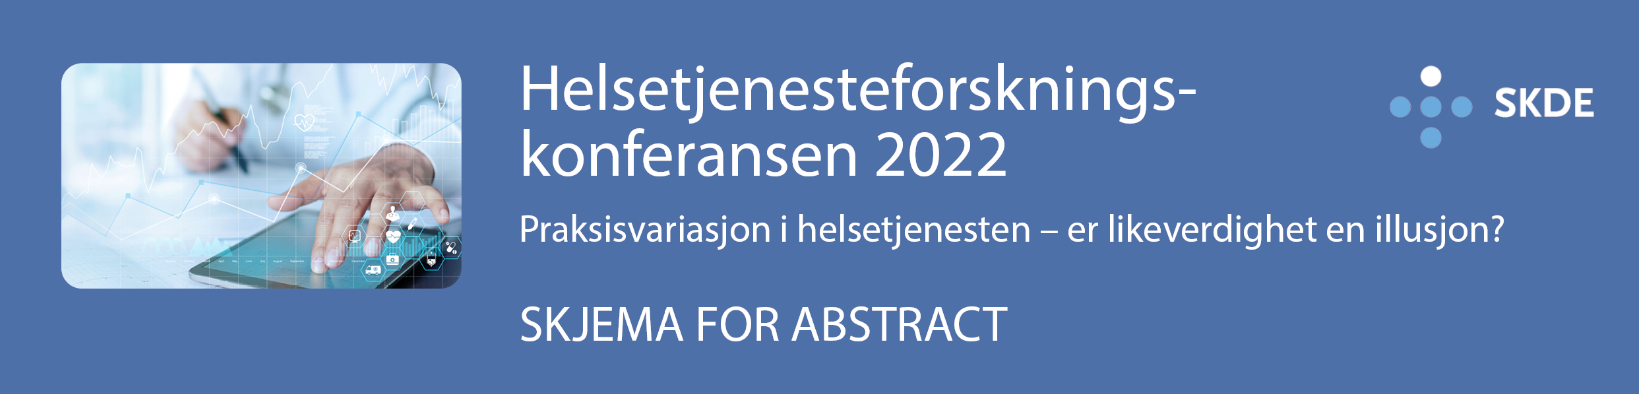 Helsetjenesteforsknings-
konferansen 2022
SKDE
Praksisvariasjon i helsetjenesten – er likeverdighet en illusjon?
SKJEMA FOR ABSTRACT